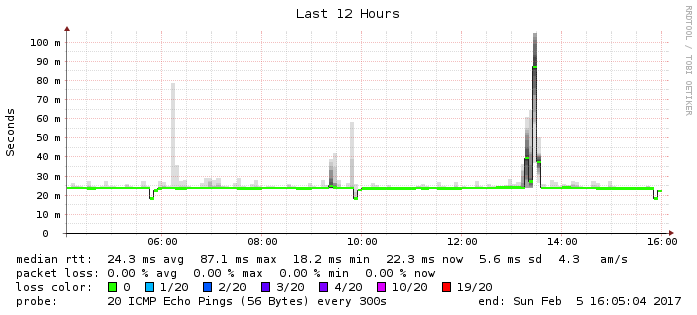 Last 12 Hours
RRDTOOL / TOBI OETIKER
Seconds
100 m
90 m
80 m
70 m
60 m
50 m
40 m
30 m
20 m
10 m
0
06:00 08:00 10:00 12:00 14:00 16:00
median rtt: 24.3 ms avg 87.1 ms max 18.2 ms min 22.3 ms now 5.6 ms sd 4.3 am/s
packet loss: 0.00 % avg 0.00 % max 0.00 % min 0.00 % now
loss color: 0 1/20 2/20 3/20 4/20 10/20 19/20
probe: 20 ICMP Echo Pings (56 Bytes) every 300s end: Sun Feb 5 16:05:04 2017